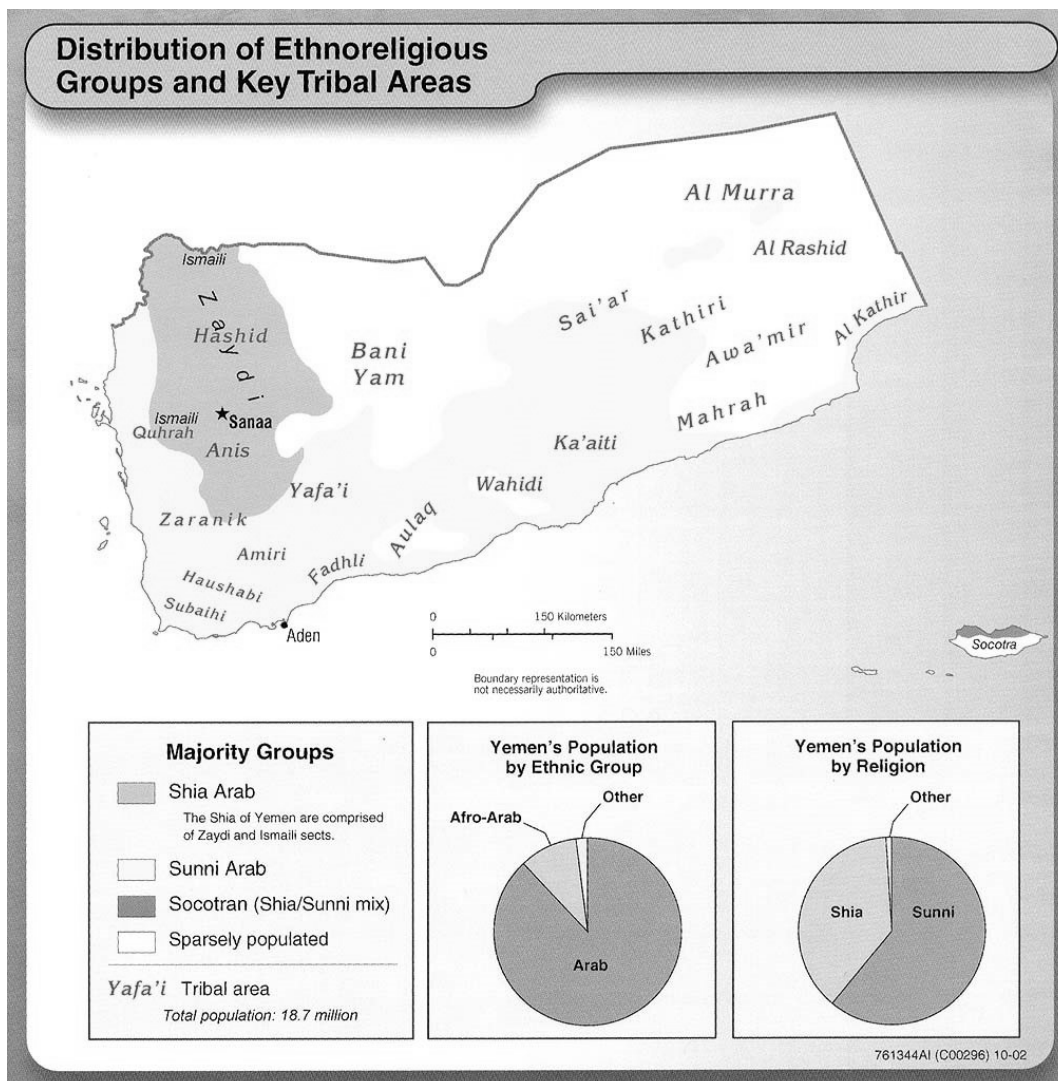 Distribution of Ethnoreligious
Groups and Key Tribal Areas
Al Murra
Al Rashid
Ismaili
Zaydi
Hashid
Sai'ar
Kathiri
Al Kathir
Awa'mir
Bani
Yam
Mahrah
Ismaili
Sanaa
Quhrah
Anis
Ka'aiti
Yafa'i
Wahidi
Zaranik
Aulaq
Amiri
Fadhli
Haushabi
Subaihi
Aden
0 150 Kilometers
0 150 Miles
Boundary representation is
not necessarily authoritative.
Socotra
Majority Groups
Shia Arab
The Shia of Yemen are comprised
of Zaydi and Ismaili sects.
Sunni Arab
Socotran (Shia/Sunni mix)
Sparsely populated
Yafa'i Tribal area
Total population: 18.7 million
Yemen's Population
by Ethnic Group
Other
Afro-Arab
Arab
Yemen's Population
by Religion
Other
Shia
Sunni
761344AI (C00296) 10-02